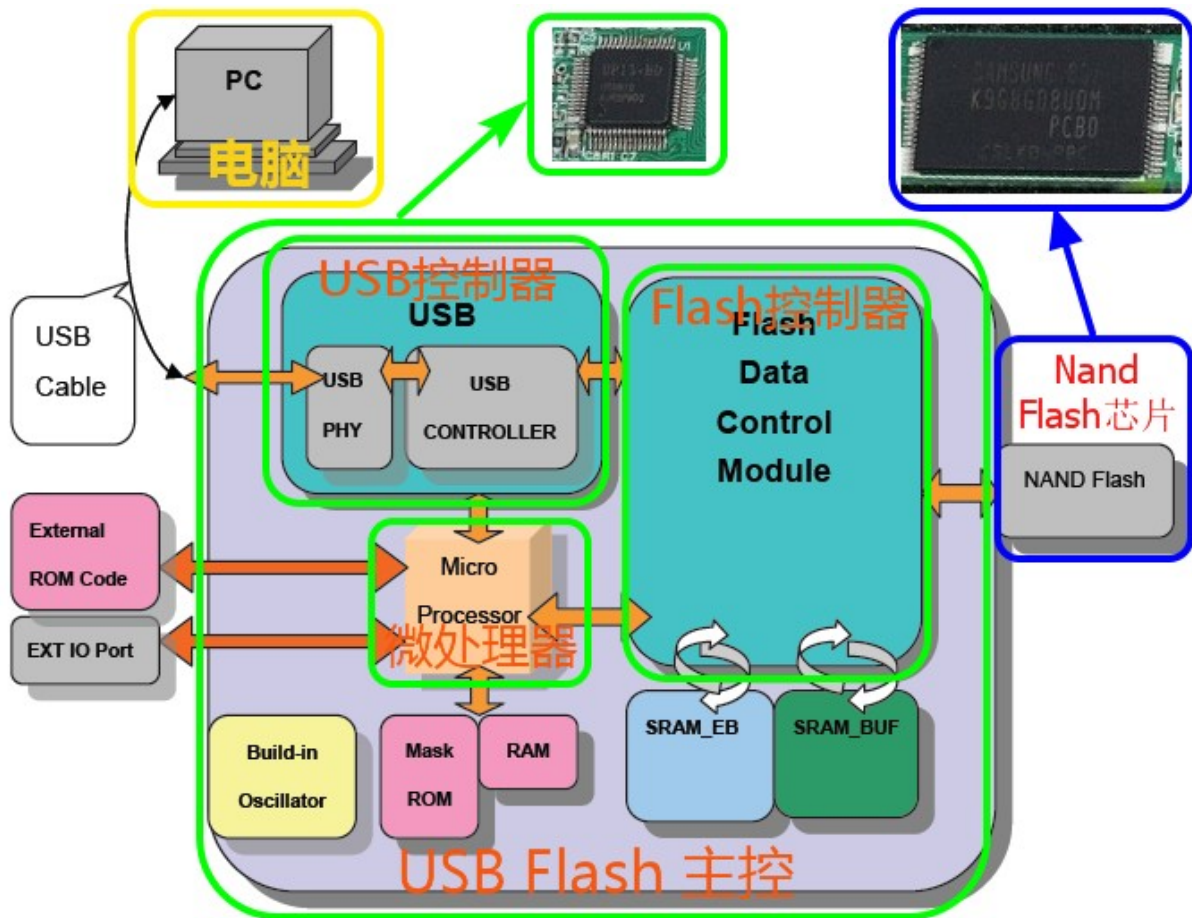 PC
电脑
K9G8G08U0M
PCB0
USB控制器
USB
USB
PHY
USB
CONTROLLER
Flash控制器
Flash
Data
Control
Module
USB
Cable
Nand
Flash芯片
NAND Flash
External
ROM Code
EXT IO Port
Micro
Processor
微处理器
Build-in
Oscillator
Mask
ROM
RAM
SRAM_EB
SRAM_BUF
USB Flash 主控